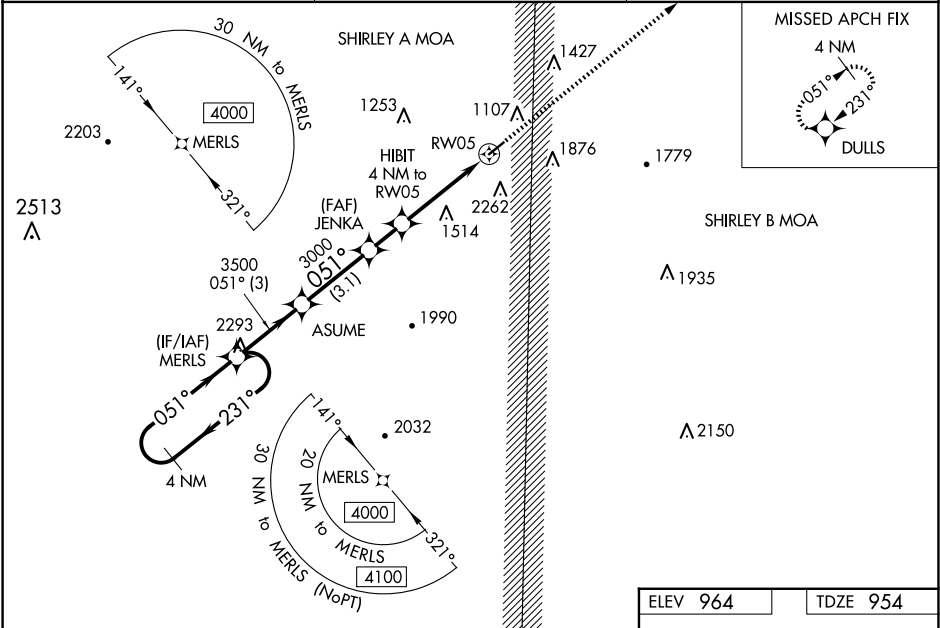 MISSED APCH FIX
4 NM
051°
231°
DULLS
SHIRLEY A MOA
1427
30 NM to MERLS
141°
4000
MERLS
321°
2203
1253
1107
RW05
1876
1779
HIBIT
4 NM to
RW05
2262
1514
2513
(FAF)
JENKA
SHIRLEY B MOA
3000
051°
(3.1)
3500
051° (3)
1935
ASUME
1990
2293
(IF/IAF)
MERLS
051°
231°
4 NM
141°
2032
2150
MERLS
4000
20 NM to MERLS
321°
4100
30 NM to MERLS (NoPT)
ELEV 964
TDZE 954